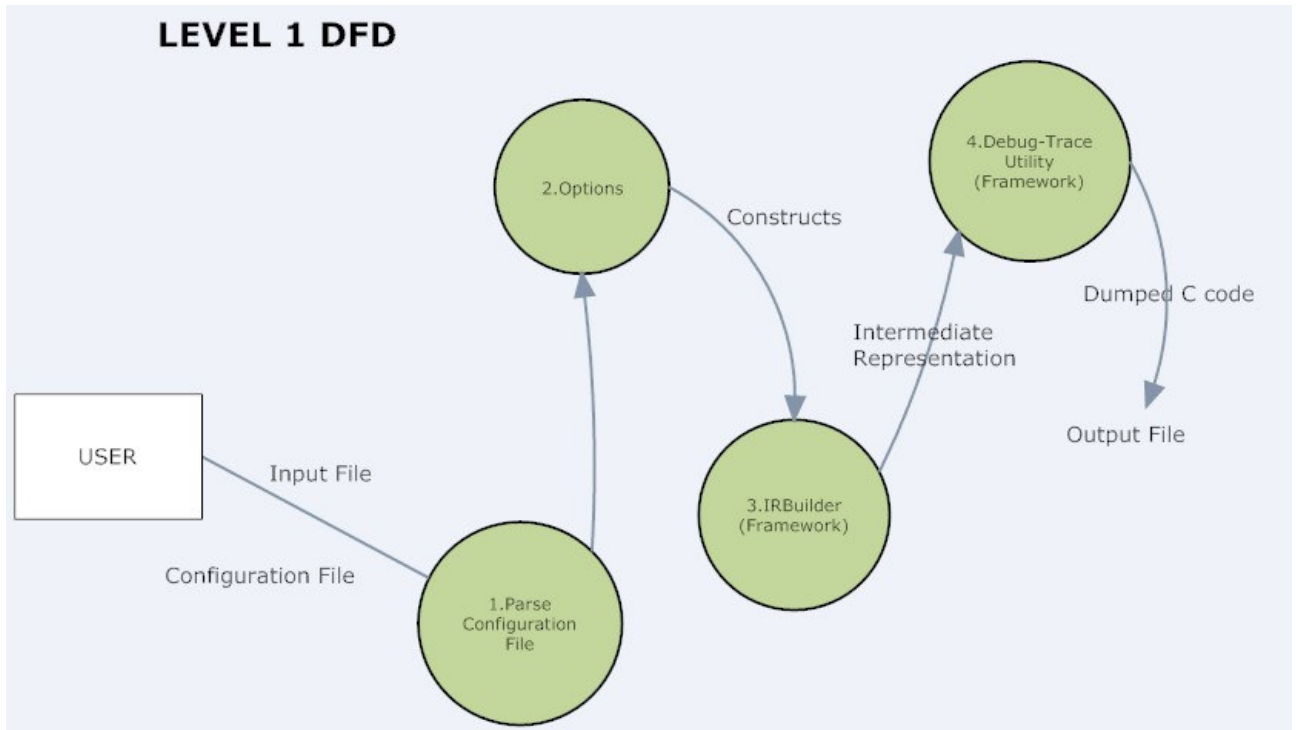 LEVEL 1 DFD
4.Debug-Trace
Utility
(Framework)
2.Options
Constructs
Dumped C code
Intermediate
Representation
Output File
USER
Input File
3.IRBuilder
(Framework)
Configuration File
1.Parse
Configuration
File